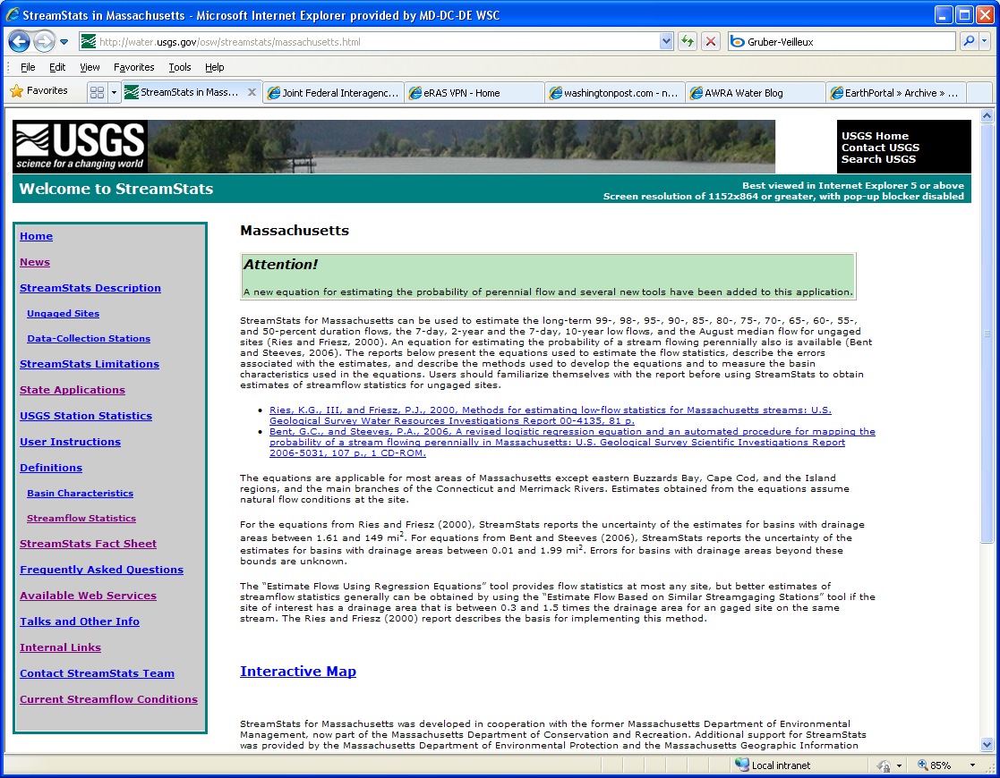 StreamStats in Massachusetts - Microsoft Internet Explorer provided by MD-DC-DE WSC
http://water.usgs.gov/osw/streamstats/massachusetts.html
Gruber-Veilleux
File Edit View Favorites Tools Help
Favorites
StreamStats in Mass...
Joint Federal Interagenc...
eRAS VPN - Home
washingtonpost.com - n...
AWRA Water Blog
EarthPortal » Archive » ...
USGS
science for a changing world
USGS Home
Contact USGS
Search USGS
Welcome to StreamStats
Best viewed in Internet Explorer 5 or above
Screen resolution of 1152x864 or greater, with pop-up blocker disabled
Home
News
StreamStats Description
Ungaged Sites
Data-Collection Stations
StreamStats Limitations
State Applications
USGS Station Statistics
User Instructions
Definitions
Basin Characteristics
Streamflow Statistics
StreamStats Fact Sheet
Frequently Asked Questions
Available Web Services
Talks and Other Info
Internal Links
Contact StreamStats Team
Current Streamflow Conditions
Massachusetts
Attention!
A new equation for estimating the probability of perennial flow and several new tools have been added to this application.
StreamStats for Massachusetts can be used to estimate the long-term 99-, 98-, 95-, 90-, 85-, 80-, 75-, 70-, 65-, 60-, 55-,
and 50-percent duration flows, the 7-day, 2-year and the 7-day, 10-year low flows, and the August median flow for ungaged
sites (Ries and Friesz, 2000). An equation for estimating the probability of a stream flowing perennially also is available (Bent
and Steeves, 2006). The reports below present the equations used to estimate the flow statistics, describe the errors
associated with the estimates, and describe the methods used to develop the equations and to measure the basin
characteristics used in the equations. Users should familiarize themselves with the report before using StreamStats to obtain
estimates of streamflow statistics for ungaged sites.
• Ries, K.G., III, and Friesz, P.J., 2000, Methods for estimating low-flow statistics for Massachusetts streams: U.S.
Geological Survey Water Resources Investigations Report 00-4135, 81 p.
• Bent, G.C., and Steeves, P.A., 2006, A revised logistic regression equation and an automated procedure for mapping the
probability of a stream flowing perennially in Massachusetts: U.S. Geological Survey Scientific Investigations Report
2006-5031, 107 p., 1 CD-ROM.
The equations are applicable for most areas of Massachusetts except eastern Buzzards Bay, Cape Cod, and the Island
regions, and the main branches of the Connecticut and Merrimack Rivers. Estimates obtained from the equations assume
natural flow conditions at the site.
For the equations from Ries and Friesz (2000), StreamStats reports the uncertainty of the estimates for basins with drainage
areas between 1.61 and 149 mi². For equations from Bent and Steeves (2006), StreamStats reports the uncertainty of the
estimates for basins with drainage areas between 0.01 and 1.99 mi². Errors for basins with drainage areas beyond these
bounds are unknown.
The “Estimate Flows Using Regression Equations” tool provides flow statistics at most any site, but better estimates of
streamflow statistics generally can be obtained by using the “Estimate Flow Based on Similar Streamgaging Stations” tool if the
site of interest has a drainage area that is between 0.3 and 1.5 times the drainage area for an gaged site on the same
stream. The Ries and Friesz (2000) report describes the basis for implementing this method.
Interactive Map
StreamStats for Massachusetts was developed in cooperation with the former Massachusetts Department of Environmental
Management, now part of the Massachusetts Department of Conservation and Recreation. Additional support for StreamStats
was provided by the Massachusetts Department of Environmental Protection and the Massachusetts Geographic Information
Local intranet
85%